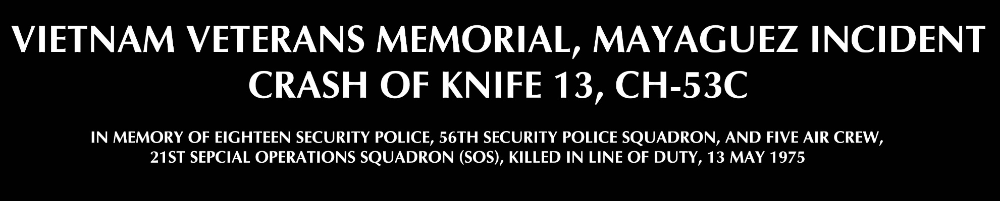 VIETNAM VETERANS MEMORIAL, MAYAGUEZ INCIDENT
CRASH OF KNIFE 13, CH-53C
IN MEMORY OF EIGHTEEN SECURITY POLICE, 56TH SECURITY POLICE SQUADRON, AND FIVE AIR CREW,
21ST SEPCIAL OPERATIONS SQUADRON (SOS), KILLED IN LINE OF DUTY, 13 MAY 1975